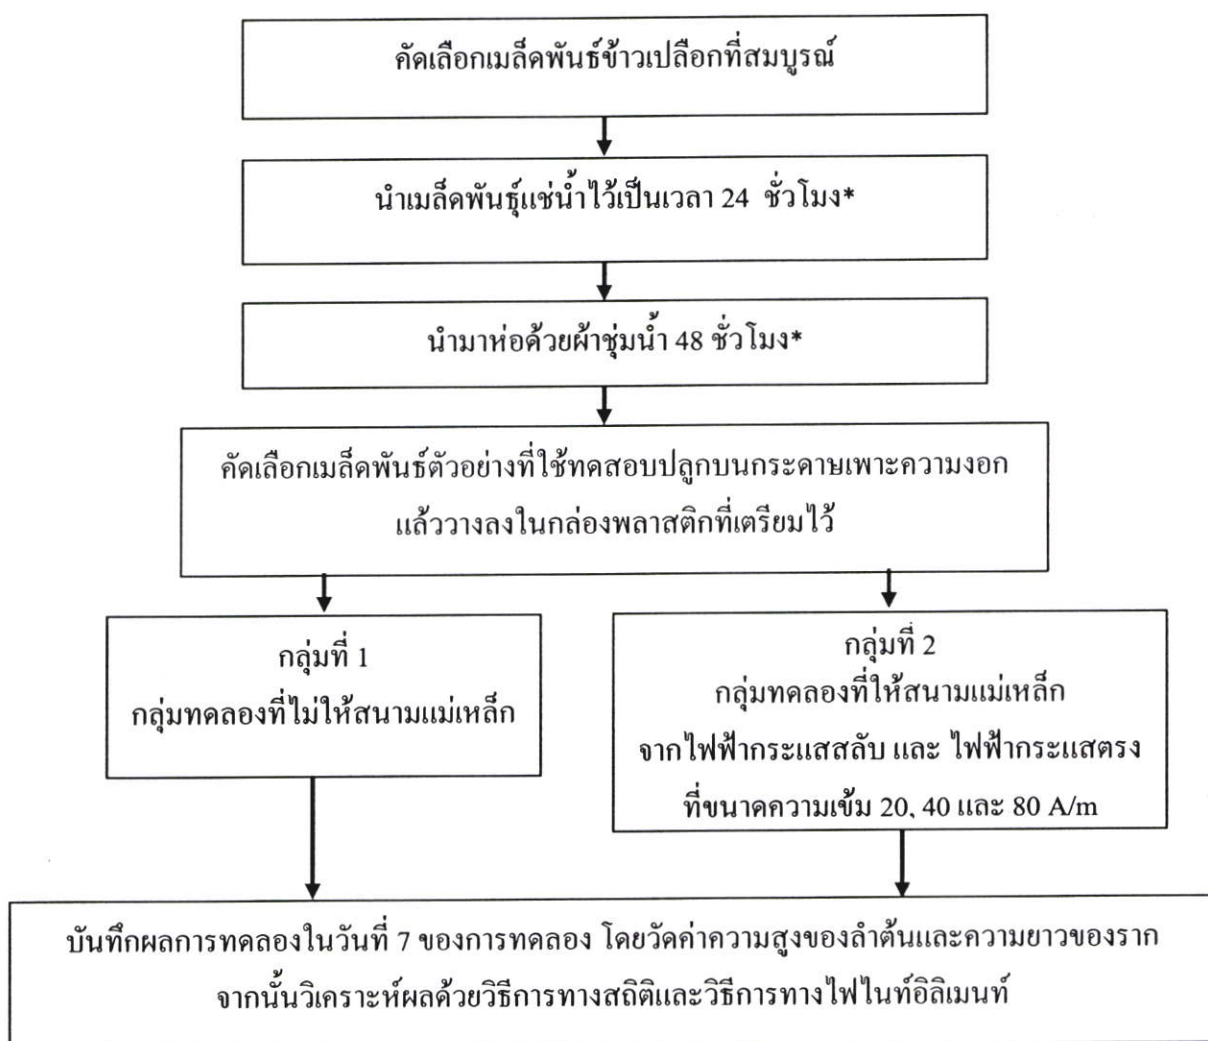 คัดเลือกเมล็ดพันธ์ข้าวเปลือกที่สมบูรณ์
นำเมล็ดพันธุ์แช่น้ำไว้เป็นเวลา 24 ชั่วโมง*
นำมาห่อด้วยผ้าชุ่มน้ำ 48 ชั่วโมง*
คัดเลือกเมล็ดพันธ์ตัวอย่างที่ใช้ทดสอบปลูกบนกระดาษเพาะความงอก
แล้ววางลงในกล่องพลาสติกที่เตรียมไว้
กลุ่มที่ 1
กลุ่มทดลองที่ไม่ให้สนามแม่เหล็ก
กลุ่มที่ 2
กลุ่มทดลองที่ให้สนามแม่เหล็ก
จากไฟฟ้ากระแสสลับ และ ไฟฟ้ากระแสตรง
ที่ขนาดความเข้ม 20, 40 และ 80 A/m
บันทึกผลการทดลองในวันที่ 7 ของการทดลอง โดยวัดค่าความสูงของลำต้นและความยาวของราก
จากนั้นวิเคราะห์ผลด้วยวิธีการทางสถิติและวิธีการทางไฟไนท์อิลิเมนท์